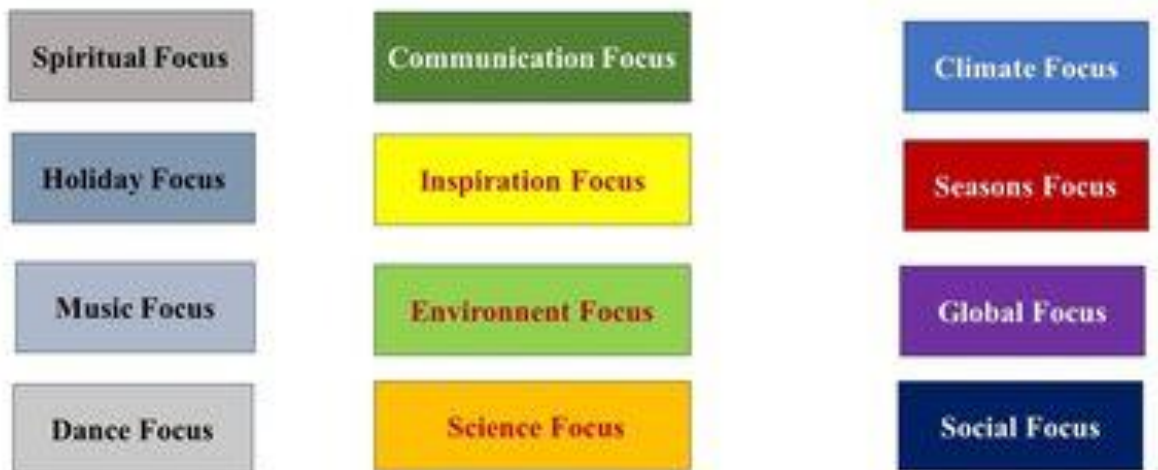 Spiritual Focus
Communication Focus
Climate Focus
Holiday Focus
Inspiration Focus
Seasons Focus
Music Focus
Environnent Focus
Global Focus
Dance Focus
Science Focus
Social Focus